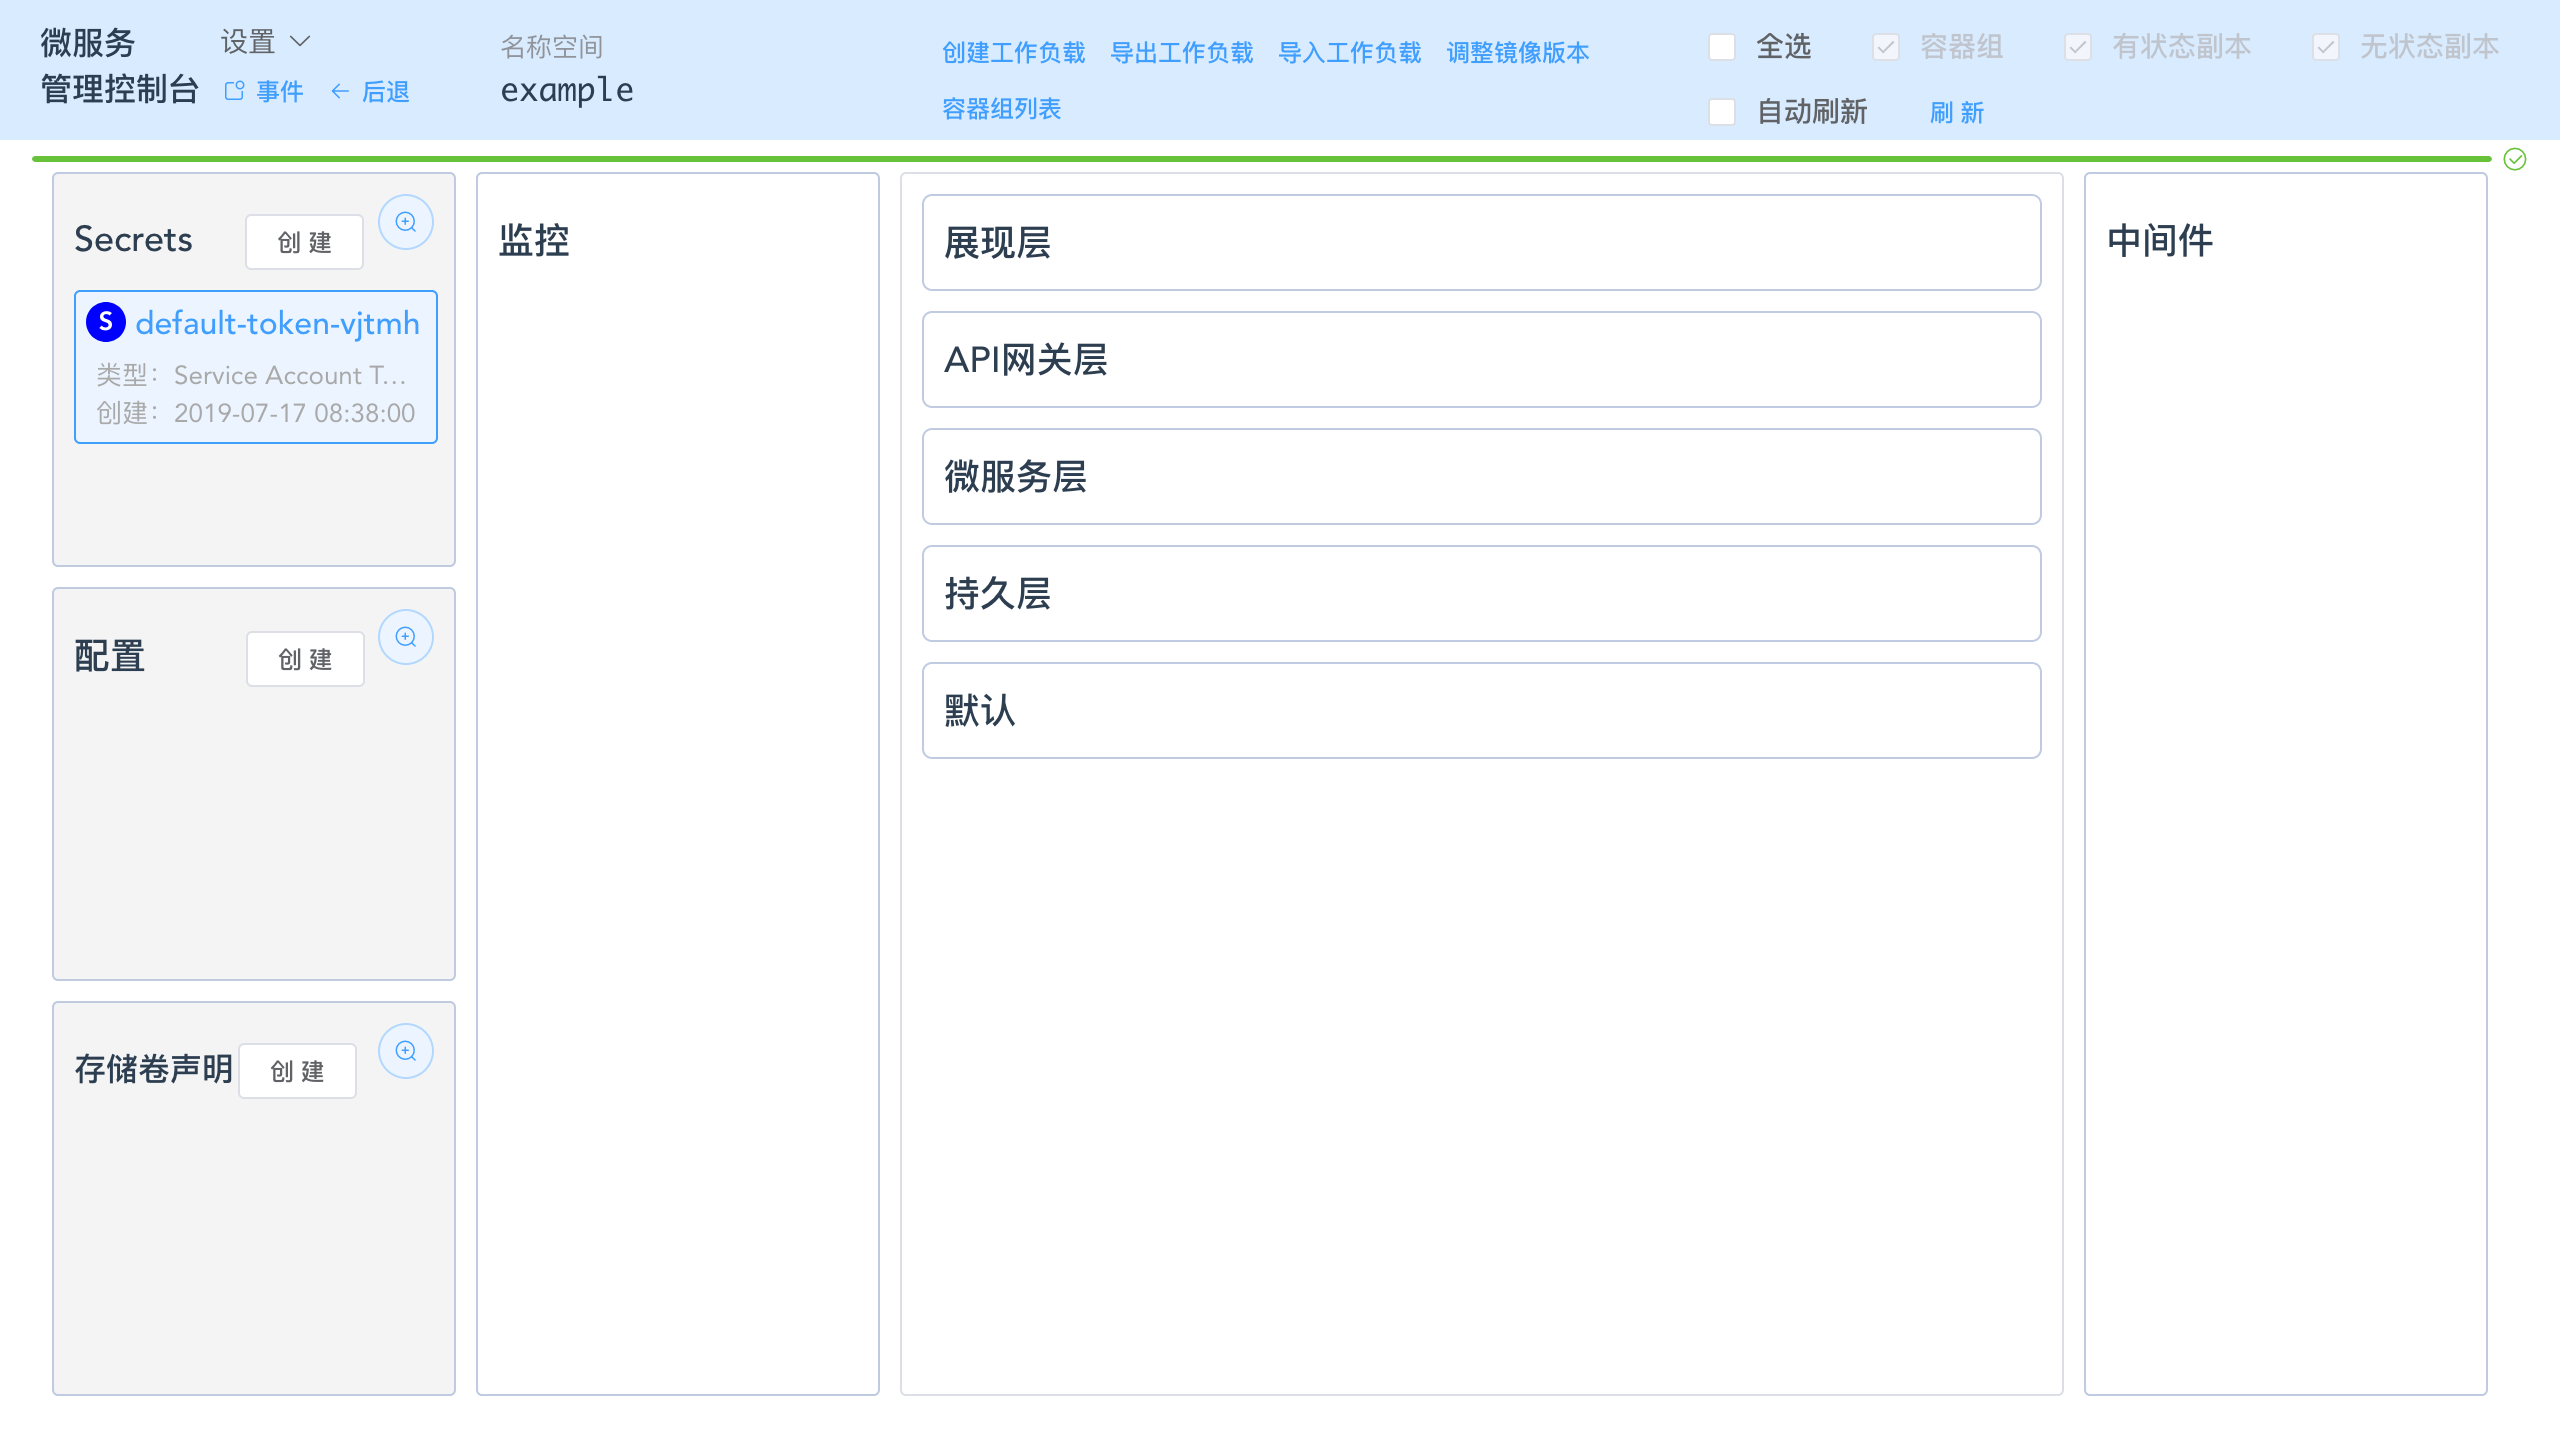 微服务
管理控制台
设置
事件 后退
名称空间
example
创建工作负载 导出工作负载 导入工作负载 调整镜像版本
容器组列表
全选 容器组 有状态副本 无状态副本
自动刷新 刷 新
Secrets 创 建
S default-token-vjtmh
类型： Service Account T...
创建： 2019-07-17 08:38:00
配置 创 建
存储卷声明 创 建
监控
展现层
API网关层
微服务层
持久层
默认
中间件